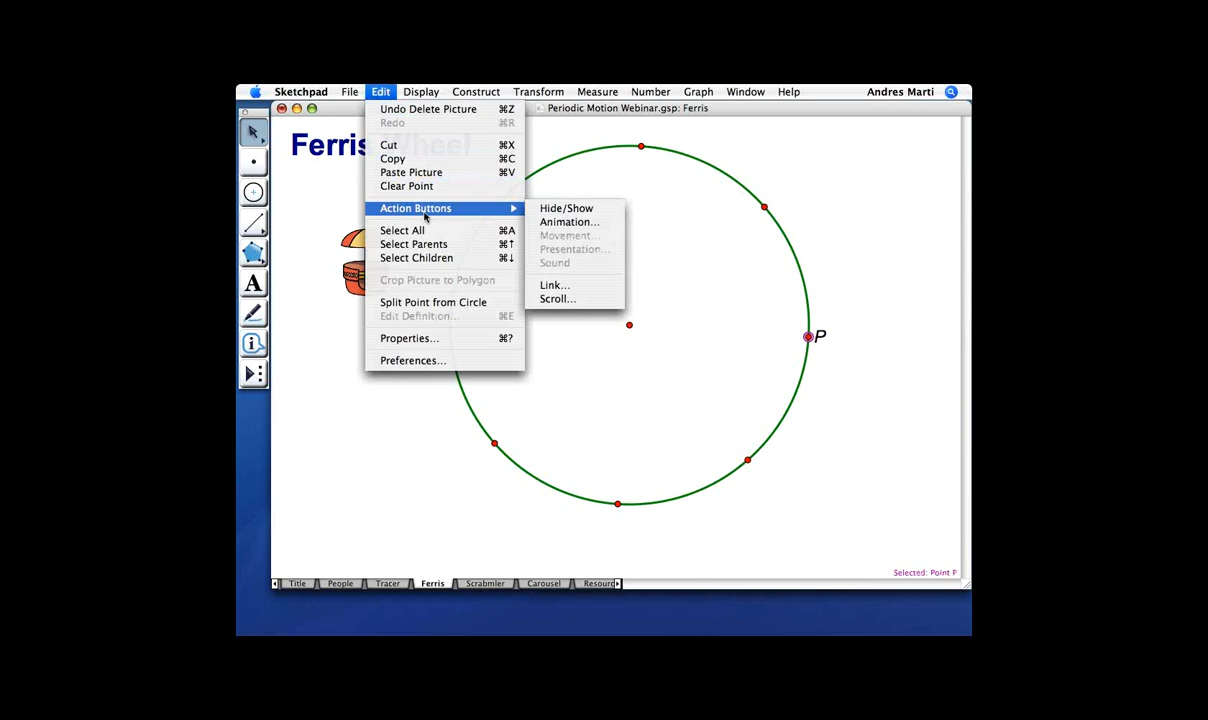 Sketchpad File Edit Display Construct Transform Measure Number Graph Window Help Andres Marti
Periodic Motion Webinar.gsp: Ferris
Ferris Wheel
Undo Delete Picture ⌘Z
Redo ⌘R
Cut ⌘X
Copy ⌘C
Paste Picture ⌘V
Clear Point
Action Buttons
Select All ⌘A
Select Parents ⌘↑
Select Children ⌘↓
Crop Picture to Polygon
Split Point from Circle
Edit Definition... ⌘E
Properties... ⌘?
Preferences...
Hide/Show
Animation...
Movement...
Presentation...
Sound
Link...
Scroll...
A
P
Selected: Point P
Title People Tracer Ferris Scrabmler Carousel Resourc